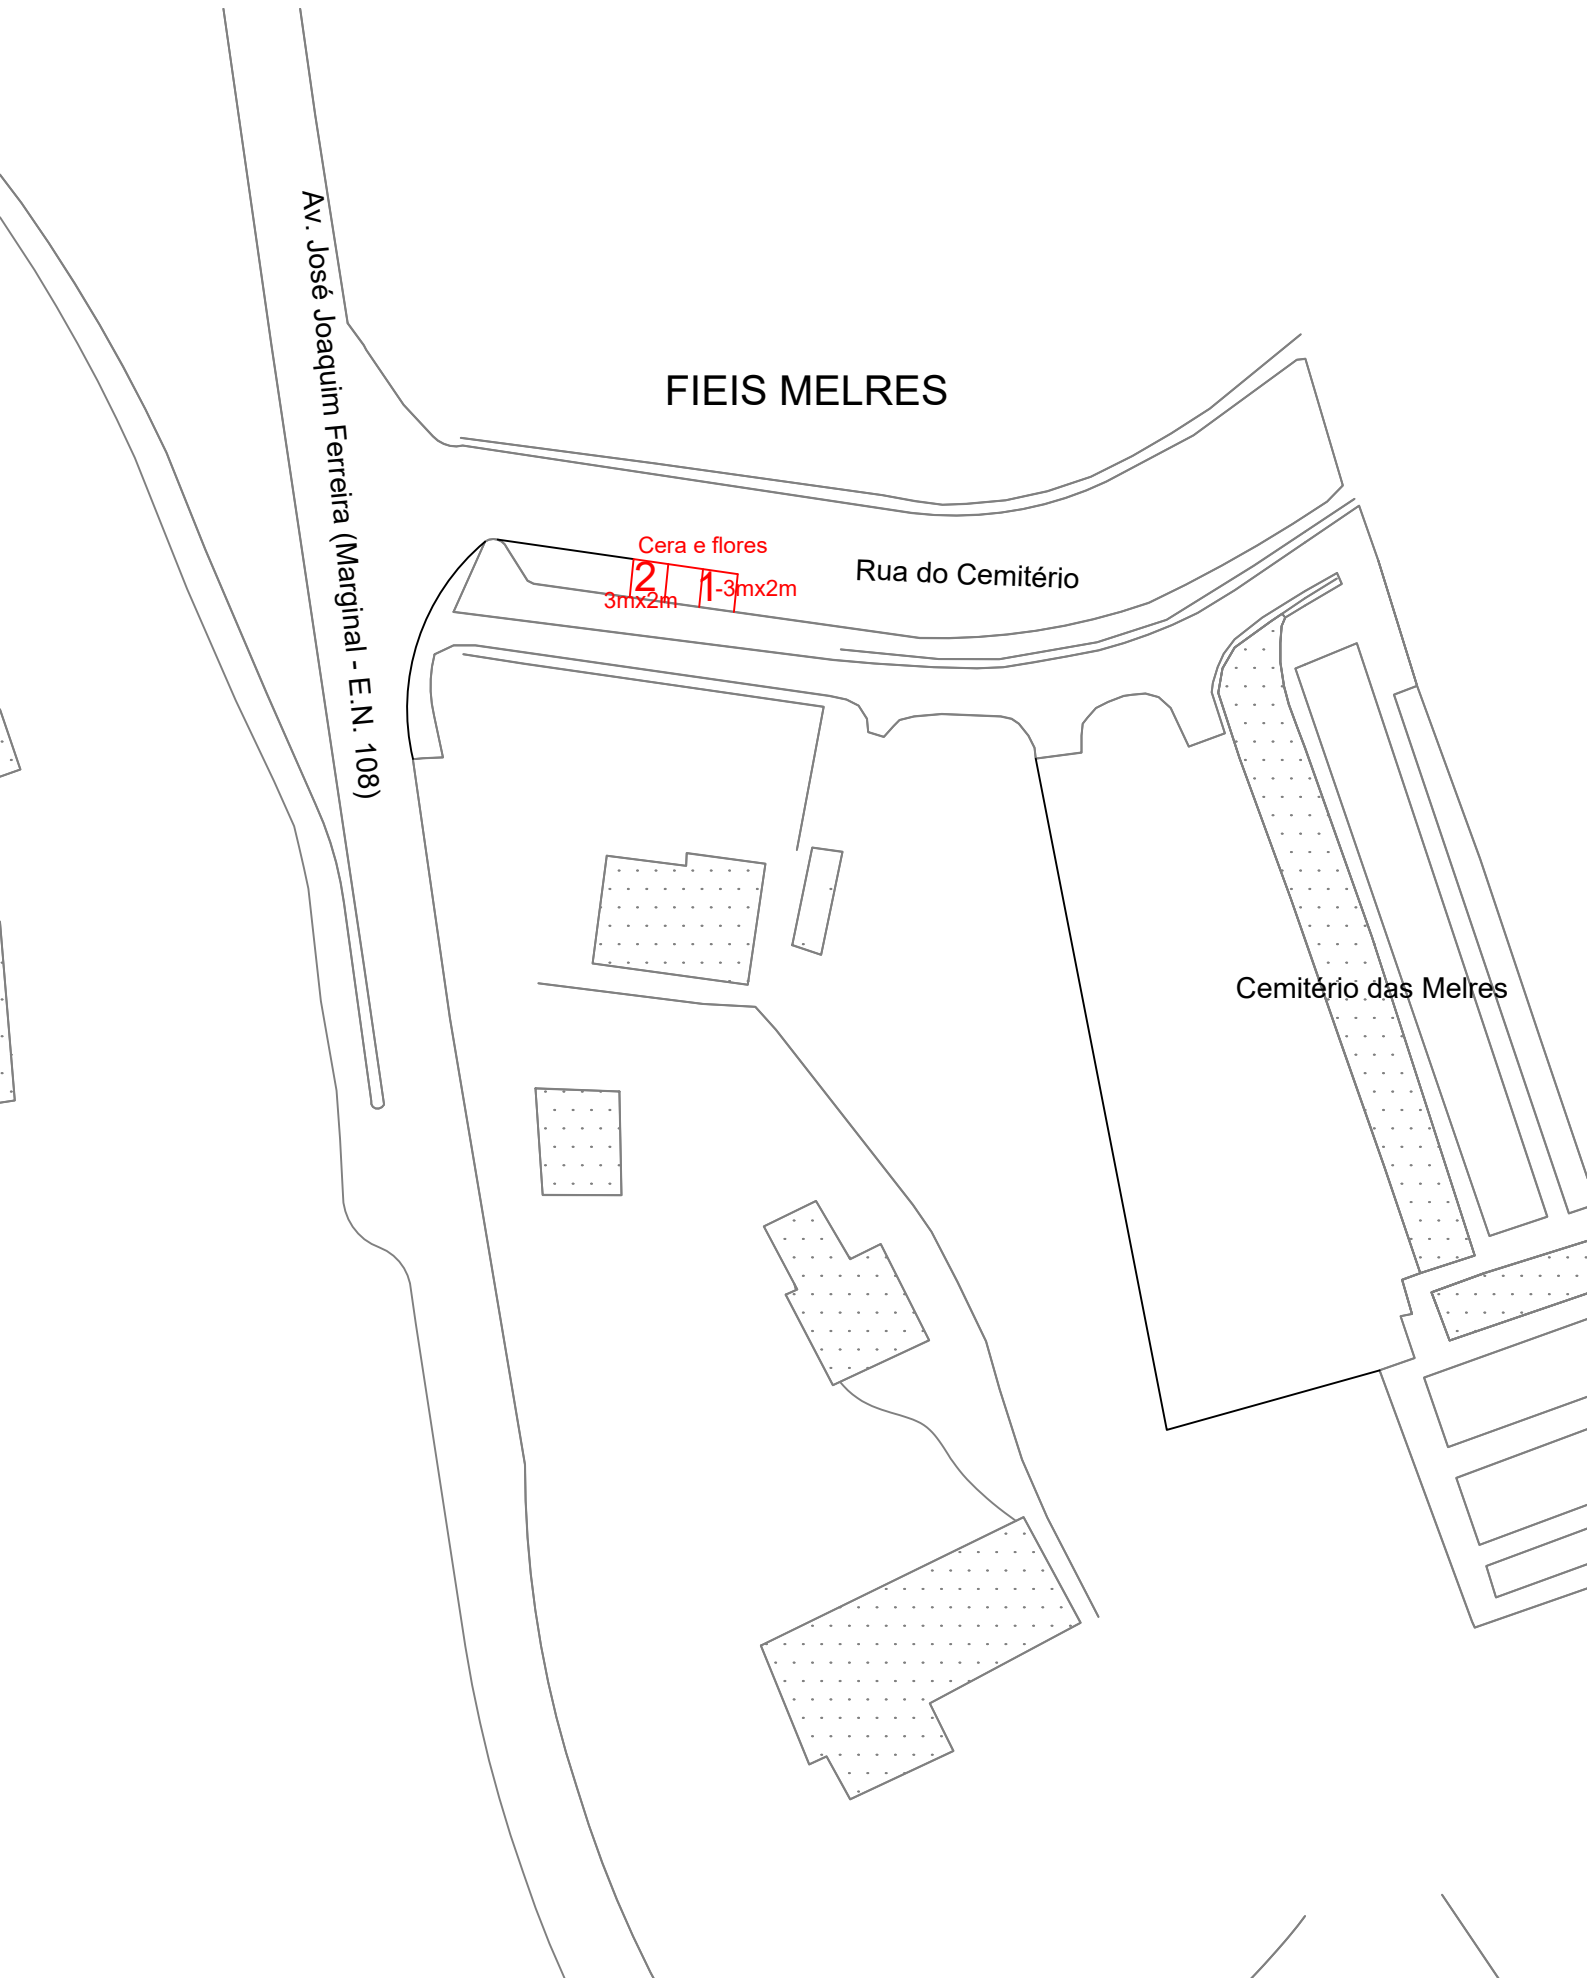 Av. José Joaquim Ferreira (Marginal - E.N. 108)
FIEIS MELRES
Cera e flores
2
3mx2m
1-3mx2m
Rua do Cemitério
Cemitério das Melres